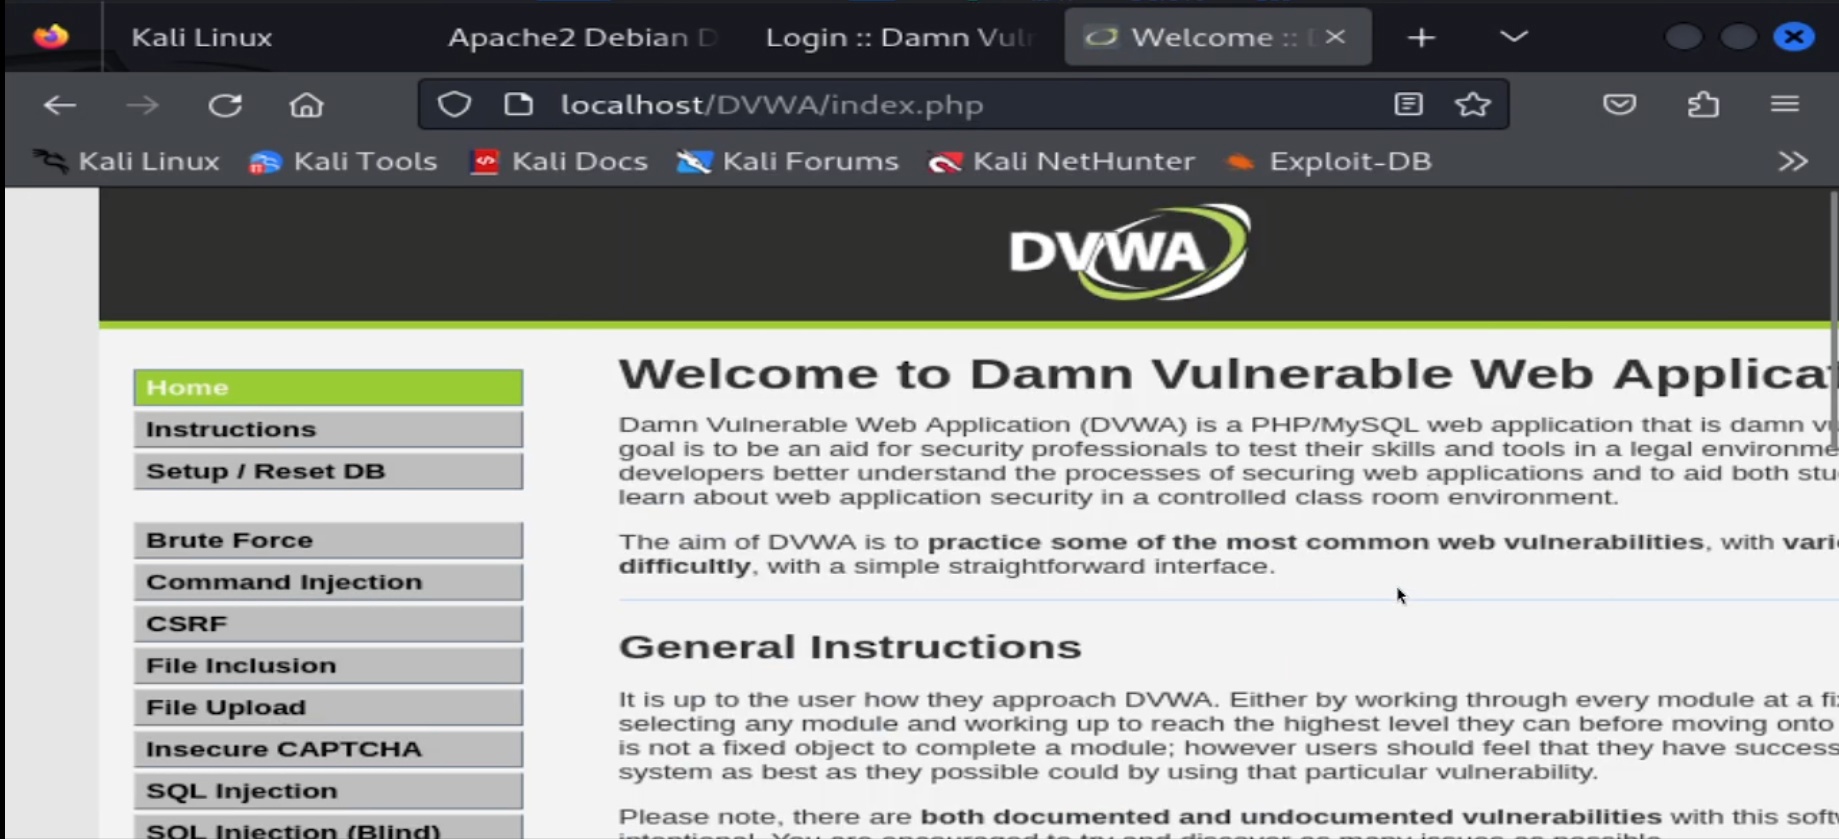 Kali Linux
Apache2 Debian D
Login :: Damn Vuln
Welcome ::
localhost/DVWA/index.php
Kali Linux
Kali Tools
Kali Docs
Kali Forums
Kali NetHunter
Exploit-DB
DVWA
Home
Instructions
Setup / Reset DB
Brute Force
Command Injection
CSRF
File Inclusion
File Upload
Insecure CAPTCHA
SQL Injection
SQL Injection (Blind)
Welcome to Damn Vulnerable Web Applica
Damn Vulnerable Web Application (DVWA) is a PHP/MySQL web application that is damn v
goal is to be an aid for security professionals to test their skills and tools in a legal environme
developers better understand the processes of securing web applications and to aid both stu
learn about web application security in a controlled class room environment.
The aim of DVWA is to practice some of the most common web vulnerabilities, with vari
difficultly, with a simple straightforward interface.
General Instructions
It is up to the user how they approach DVWA. Either by working through every module at a fi
selecting any module and working up to reach the highest level they can before moving onto
is not a fixed object to complete a module; however users should feel that they have success
system as best as they possible could by using that particular vulnerability.
Please note, there are both documented and undocumented vulnerabilities with this soft